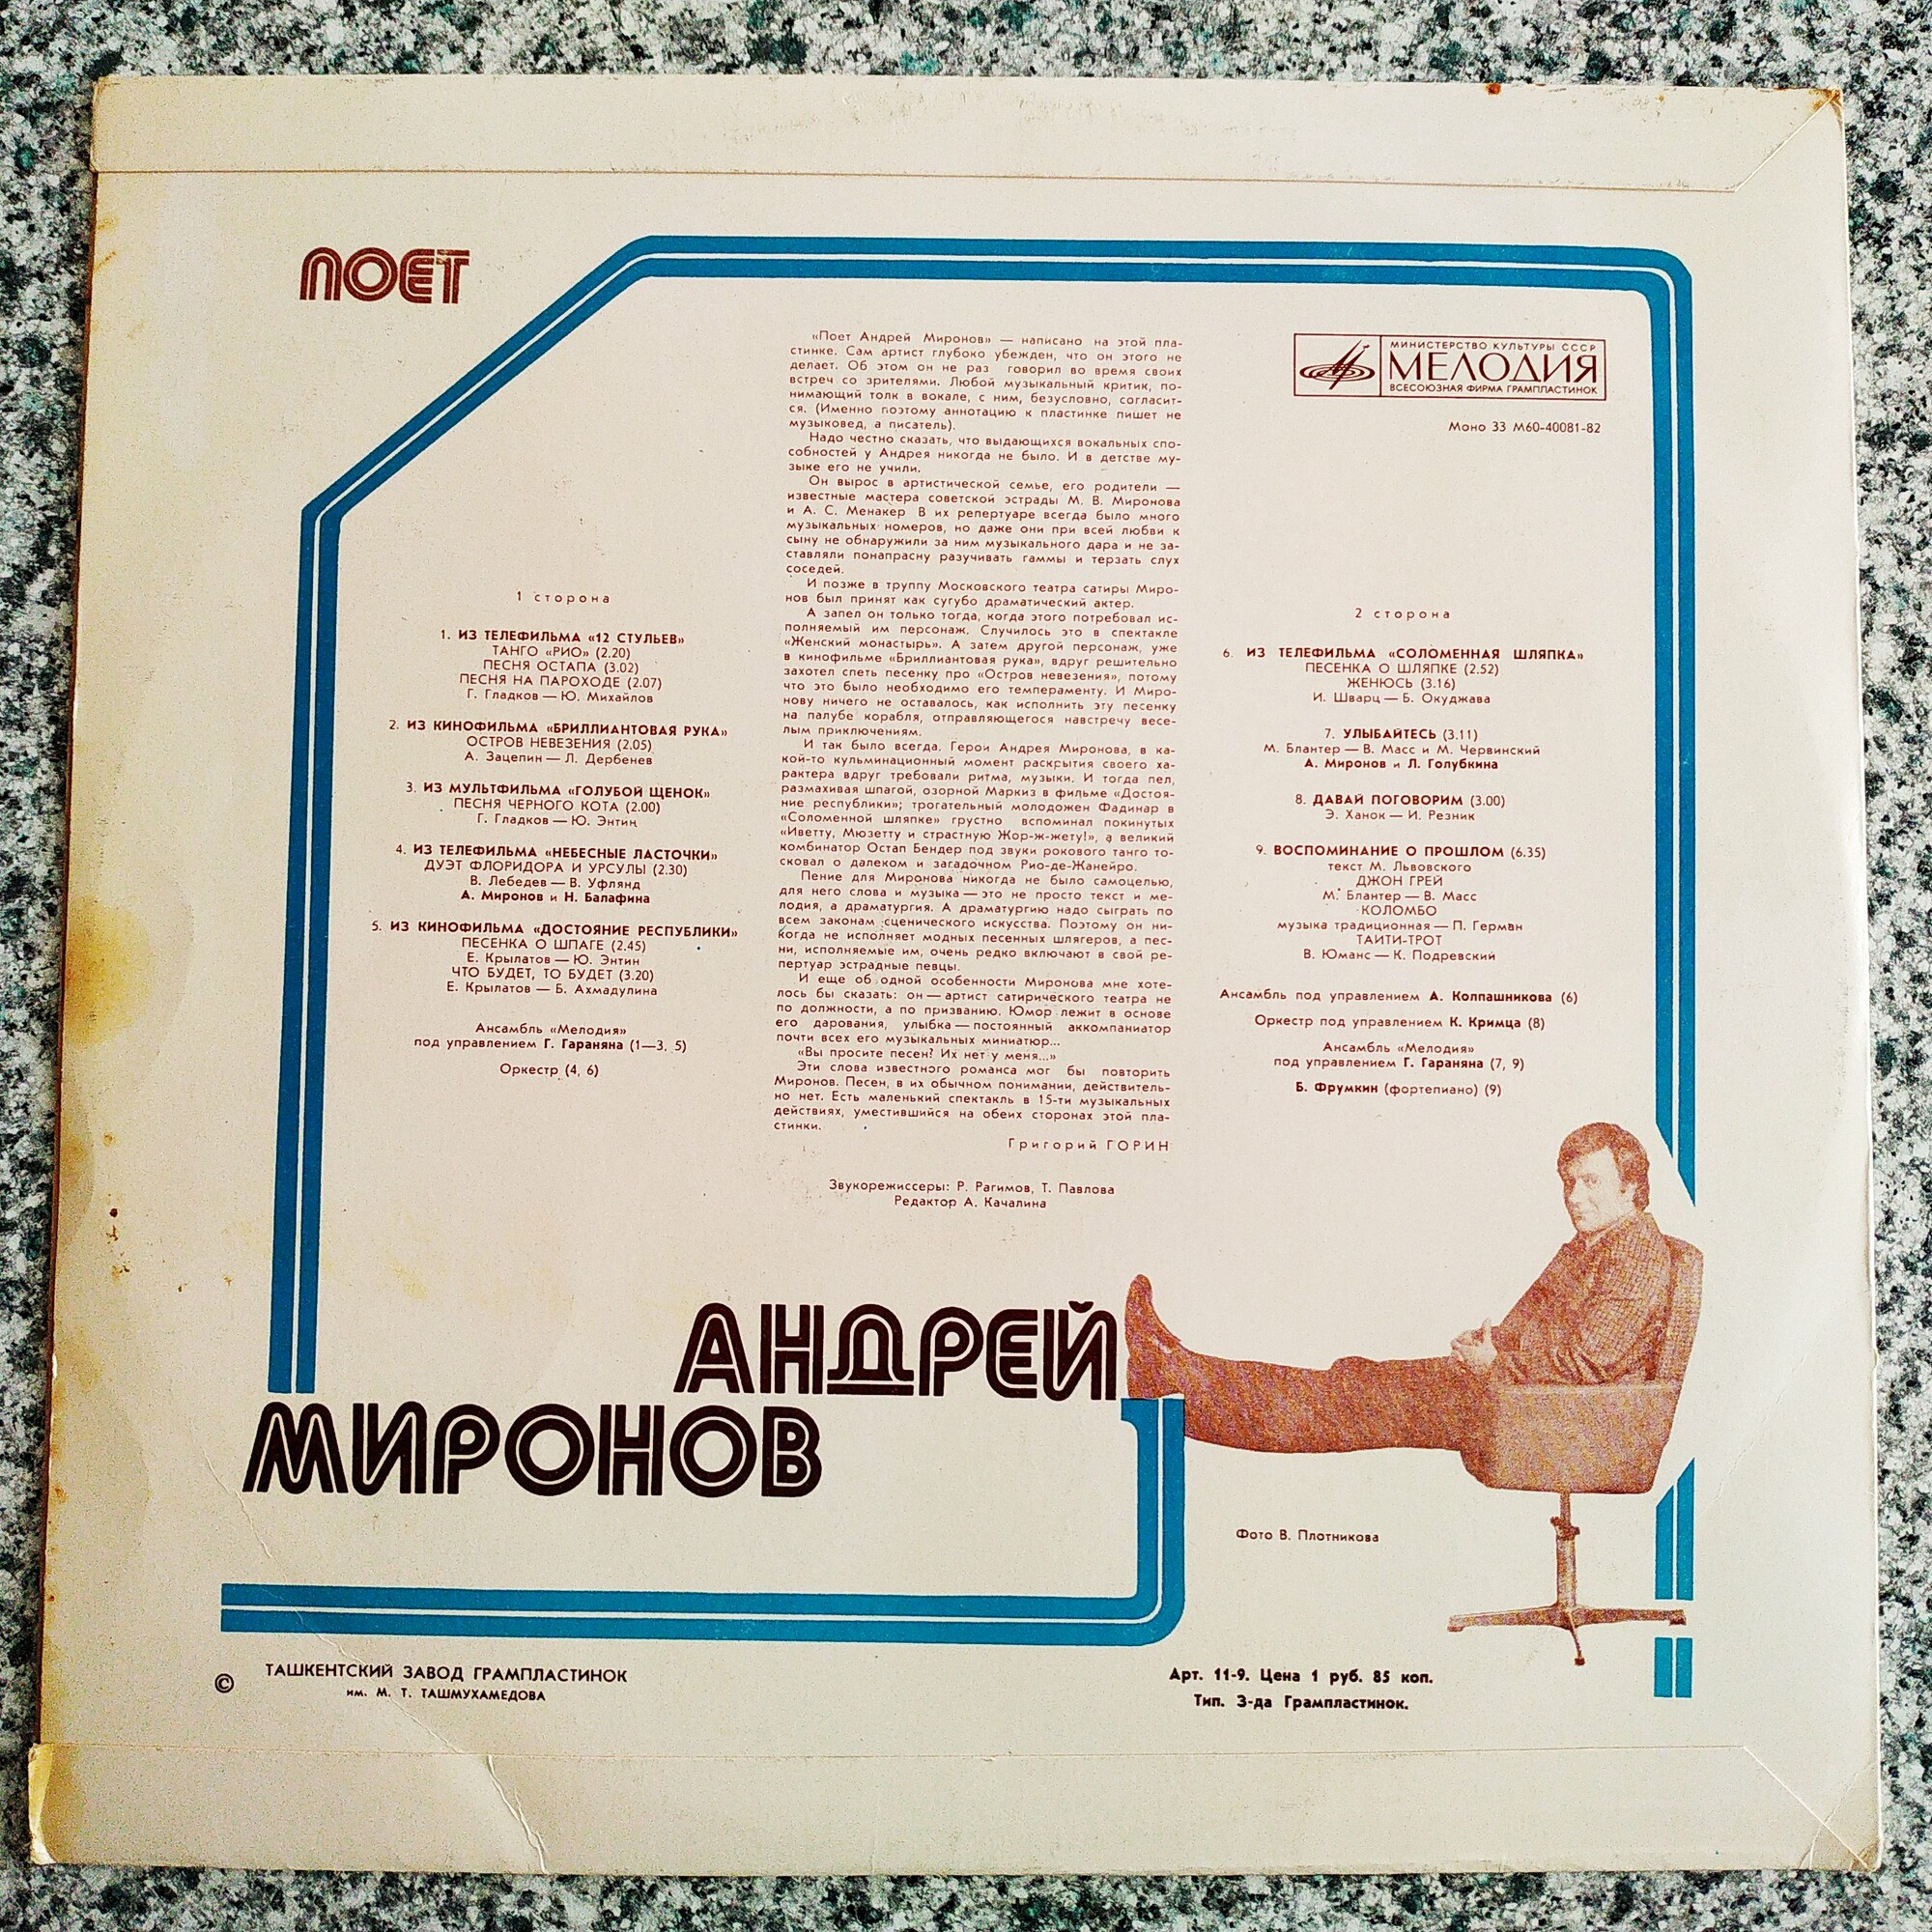 ПОЕТ
«Поет Андрей Миронов» — написано на этой пла-
стинке. Сам артист глубоко убежден, что он этого не
делает. Об этом он не раз говорил во время своих
встреч со зрителями. Любой музыкальный критик, по-
нимающий толк в вокале, с ним, безусловно, согласит-
ся. (Именно поэтому аннотацию к пластинке пишет не
музыковед, а писатель).
Надо честно сказать, что выдающихся вокальных спо-
собностей у Андрея никогда не было. И в детстве му-
зыке его не учили.
Он вырос в артистической семье, его родители —
известные мастера советской эстрады М. В. Миронова
и А. С. Менакер В их репертуаре всегда было много
музыкальных номеров, но даже они при всей любви к
сыну не обнаружили за ним музыкального дара и не за-
ставляли понапрасну разучивать гаммы и терзать слух
соседей.
И позже в труппу Московского театра сатиры Миро-
нов был принят как сугубо драматический актер.
А запел он только тогда, когда этого потребовал ис-
полняемый им персонаж. Случилось это в спектакле
«Женский монастырь». А затем другой персонаж, уже
в кинофильме «Бриллиантовая рука», вдруг решительно
захотел спеть песенку про «Остров невезения», потому
что это было необходимо его темпераменту. И Миро-
нову ничего не оставалось, как исполнить эту песенку
на палубе корабля, отправляющегося навстречу весе-
лым приключениям.
И так было всегда. Герои Андрея Миронова, в ка-
кой-то кульминационный момент раскрытия своего ха-
рактера вдруг требовали ритма, музыки. И тогда пел,
размахивая шпагой, озорной Маркиз в фильме «Достоя-
ние республики»; трогательный молодожен Фадинар в
«Соломенной шляпке» грустно вспоминал покинутых
«Иветту, Мюзетту и страстную Жор-ж-жету!», а великий
комбинатор Остап Бендер под звуки рокового танго то-
сковал о далеком и загадочном Рио-де-Жанейро.
Пение для Миронова никогда не было самоцелью,
для него слова и музыка — это не просто текст и ме-
лодия, а драматургия. А драматургию надо сыграть по
всем законам сценического искусства. Поэтому он ни-
когда не исполняет модных песенных шлягеров, а пес-
ни, исполняемые им, очень редко включают в свой ре-
пертуар эстрадные певцы.
И еще об одной особенности Миронова мне хоте-
лось бы сказать: он — артист сатирического театра не
по должности, а по призванию. Юмор лежит в основе
его дарования, улыбка — постоянный аккомпаниатор
почти всех его музыкальных миниатюр...
«Вы просите песен? Их нет у меня...»
Эти слова известного романса мог бы повторить
Миронов. Песен, в их обычном понимании, действитель-
но нет. Есть маленький спектакль в 15-ти музыкальных
действиях, уместившийся на обеих сторонах этой пла-
стинки.
Григорий ГОРИН
Звукорежиссеры: Р. Рагимов, Т. Павлова
Редактор А. Качалина
МИНИСТЕРСТВО КУЛЬТУРЫ СССР
МЕЛОДИЯ
ВСЕСОЮЗНАЯ ФИРМА ГРАМПЛАСТИНОК
Моно 33 М60-40081-82
1 сторона
1. ИЗ ТЕЛЕФИЛЬМА «12 СТУЛЬЕВ»
ТАНГО «РИО» (2.20)
ПЕСНЯ ОСТАПА (3.02)
ПЕСНЯ НА ПАРОХОДЕ (2.07)
Г. Гладков — Ю. Михайлов
2. ИЗ КИНОФИЛЬМА «БРИЛЛИАНТОВАЯ РУКА»
ОСТРОВ НЕВЕЗЕНИЯ (2.05)
А. Зацепин — Л. Дербенев
3. ИЗ МУЛЬТФИЛЬМА «ГОЛУБОЙ ЩЕНОК»
ПЕСНЯ ЧЕРНОГО КОТА (2.00)
Г. Гладков — Ю. Энтин
4. ИЗ ТЕЛЕФИЛЬМА «НЕБЕСНЫЕ ЛАСТОЧКИ»
ДУЭТ ФЛОРИДОРА И УРСУЛЫ (2.30)
В. Лебедев — В. Уфлянд
А. Миронов и Н. Балафина
5. ИЗ КИНОФИЛЬМА «ДОСТОЯНИЕ РЕСПУБЛИКИ»
ПЕСЕНКА О ШПАГЕ (2.45)
Е. Крылатов — Ю. Энтин
ЧТО БУДЕТ, ТО БУДЕТ (3.20)
Е. Крылатов — Б. Ахмадулина
Ансамбль «Мелодия»
под управлением Г. Гараняна (1—3, 5)
Оркестр (4, 6)
2 сторона
6. ИЗ ТЕЛЕФИЛЬМА «СОЛОМЕННАЯ ШЛЯПКА»
ПЕСЕНКА О ШЛЯПКЕ (2.52)
ЖЕНЮСЬ (3.16)
И. Шварц — Б. Окуджава
7. УЛЫБАЙТЕСЬ (3.11)
М. Блантер — В. Масс и М. Червинский
А. Миронов и Л. Голубкина
8. ДАВАЙ ПОГОВОРИМ (3.00)
Э. Ханок — И. Резник
9. ВОСПОМИНАНИЕ О ПРОШЛОМ (6.35)
текст М. Львовского
ДЖОН ГРЕЙ
М. Блантер — В. Масс
КОЛОМБО
музыка традиционная — П. Герман
ТАИТИ-ТРОТ
В. Юманс — К. Подревский
Ансамбль под управлением А. Колпашникова (6)
Оркестр под управлением К. Кримца (8)
Ансамбль «Мелодия»
под управлением Г. Гараняна (7, 9)
Б. Фрумкин (фортепиано) (9)
АНДРЕЙ
МИРОНОВ
Фото В. Плотникова
© ТАШКЕНТСКИЙ ЗАВОД ГРАМПЛАСТИНОК
им. М. Т. ТАШМУХАМЕДОВА
Арт. 11-9. Цена 1 руб. 85 коп.
Тип. З-да Грампластинок.